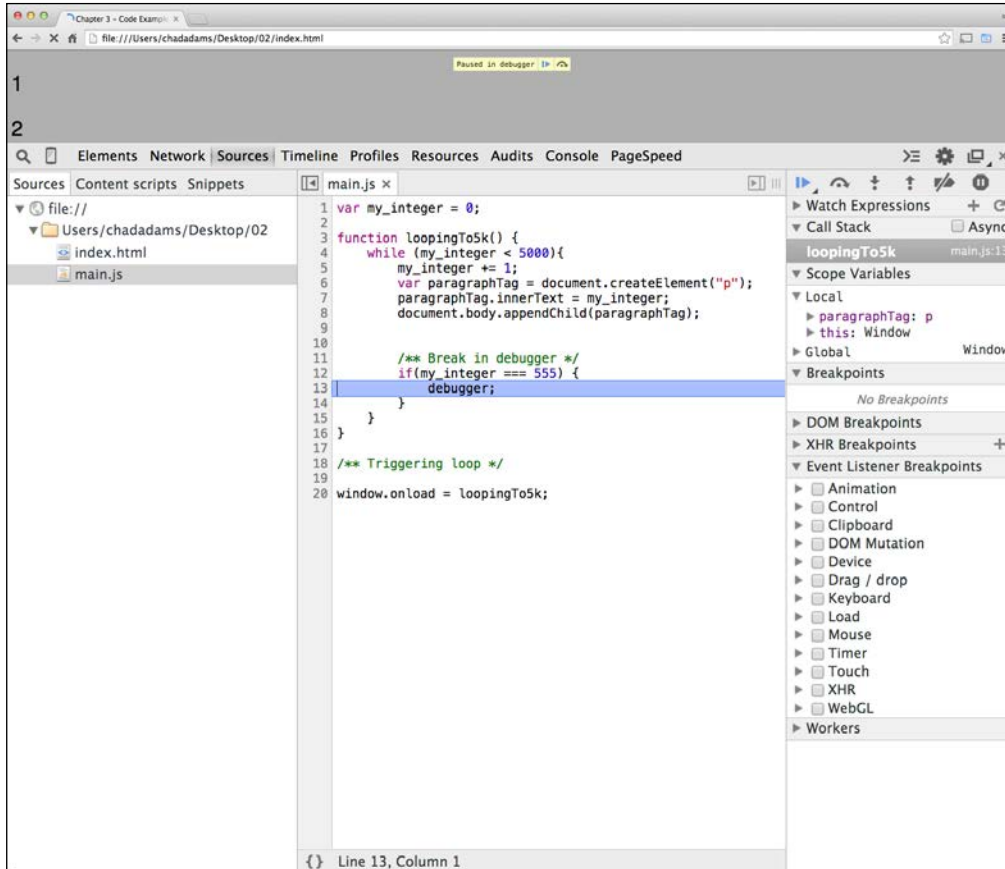 Chapter 3 - Code Exampl
file:///Users/chadadams/Desktop/02/index.html
Paused in debugger
1
2
Elements Network Sources Timeline Profiles Resources Audits Console PageSpeed
Sources Content scripts Snippets
main.js ×
file://
Users/chadadams/Desktop/02
index.html
main.js
1 var my_integer = 0;
2
3 function loopingTo5k() {
4 while (my_integer < 5000){
5 my_integer += 1;
6 var paragraphTag = document.createElement("p");
7 paragraphTag.innerText = my_integer;
8 document.body.appendChild(paragraphTag);
9
10
11 /** Break in debugger */
12 if(my_integer === 555) {
13 debugger;
14 }
15 }
16 }
17
18 /** Triggering loop */
19
20 window.onload = loopingTo5k;
{} Line 13, Column 1
Watch Expressions
Call Stack Async
loopingTo5k main.js:13
Scope Variables
Local
paragraphTag: p
this: Window
Global Window
Breakpoints
No Breakpoints
DOM Breakpoints
XHR Breakpoints
Event Listener Breakpoints
Animation
Control
Clipboard
DOM Mutation
Device
Drag / drop
Keyboard
Load
Mouse
Timer
Touch
XHR
WebGL
Workers